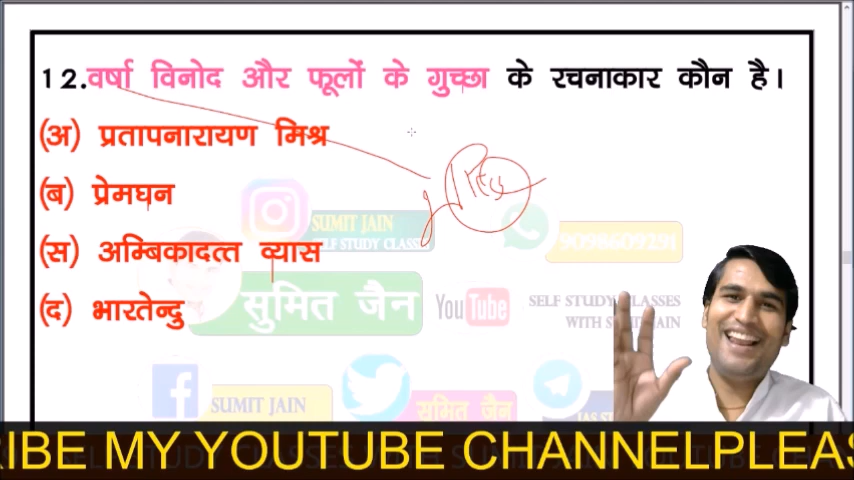 12.वर्षा विनोद और फूलों के गुच्छा के रचनाकार कौन है।
(अ) प्रतापनारायण मिश्र
(ब) प्रेमघन
(स) अम्बिकादत्त व्यास
(द) भारतेन्दु
SUMIT JAIN
SELF STUDY CLASSES
9098609291
सुमित जैन
YouTube
SELF STUDY CLASSES
WITH SUMIT JAIN
SUMIT JAIN
सुमित जैन
RIBE MY YOUTUBE CHANNELPLEAS